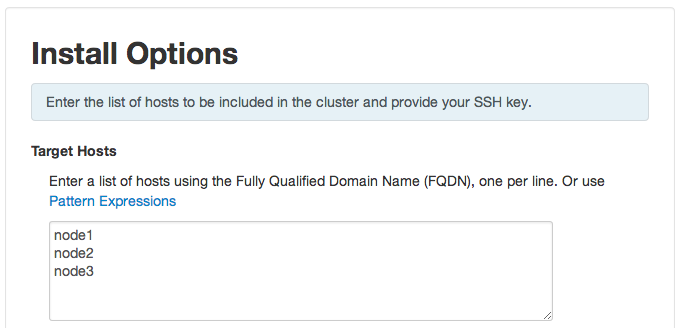 Install Options
Enter the list of hosts to be included in the cluster and provide your SSH key.
Target Hosts
Enter a list of hosts using the Fully Qualified Domain Name (FQDN), one per line. Or use
Pattern Expressions
node1
node2
node3